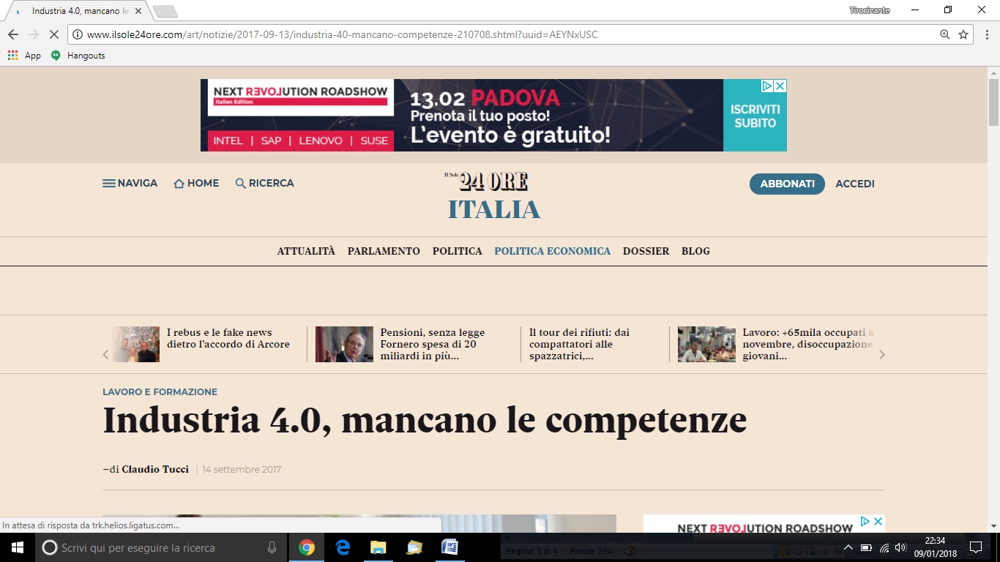 Industria 4.0, mancano le
Tirocinante
www.ilsole24ore.com/art/notizie/2017-09-13/industria-40-mancano-competenze-210708.shtml?uuid=AEYNxUSC
App Hangouts
NEXT REVOLUTION ROADSHOW
Italian Edition
INTEL | SAP | LENOVO | SUSE
13.02 PADOVA
Prenota il tuo posto!
L'evento è gratuito!
ISCRIVITI
SUBITO
NAVIGA HOME RICERCA
Il Sole
24 ORE
ITALIA
ABBONATI ACCEDI
ATTUALITÀ PARLAMENTO POLITICA POLITICA ECONOMICA DOSSIER BLOG
I rebus e le fake news
dietro l'accordo di Arcore
Pensioni, senza legge
Fornero spesa di 20
miliardi in più...
Il tour dei rifiuti: dai
compattatori alle
spazzatrici,...
Lavoro: +65mila occupati a
novembre, disoccupazione
giovani...
LAVORO E FORMAZIONE
Industria 4.0, mancano le competenze
–di Claudio Tucci | 14 settembre 2017
NEXT REVOLUTION ROADSHOW
In attesa di risposta da trk.helios.ligatus.com...
Scrivi qui per eseguire la ricerca
Pagina: 3 di 4 Parole: 214
22:34
09/01/2018